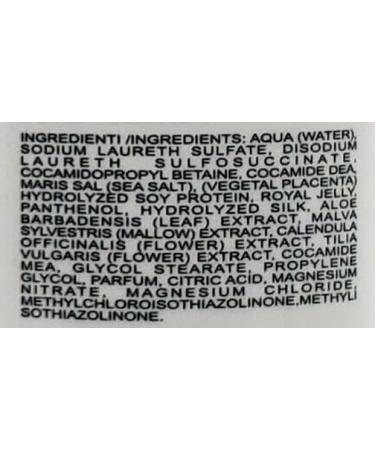 INGREDIENTI /INGREDIENTS: AQUA (WATER),
SODIUM LAURETH SULFATE, DISODIUM
LAURETH SULFOSUCCINATE,
COCAMIDOPROPYL BETAINE, COCAMIDE DEA,
MARIS SAL (SEA SALT), (VEGETAL PLACENTA)
HYDROLYZED SOY PROTEIN, ROYAL JELLY,
PANTHENOL, HYDROLYZED SILK, ALOE
BARBADENSIS (LEAF) EXTRACT, MALVA
SYLVESTRIS (MALLOW) EXTRACT, CALENDULA
OFFICINALIS (FLOWER) EXTRACT, TILIA
VULGARIS (FLOWER) EXTRACT, COCAMIDE
MEA, GLYCOL STEARATE, PROPYLENE
GLYCOL, PARFUM, CITRIC ACID, MAGNESIUM
NITRATE, MAGNESIUM CHLORIDE,
METHYLCHLOROISOTHIAZOLINONE,METHYLI
SOTHIAZOLINONE.